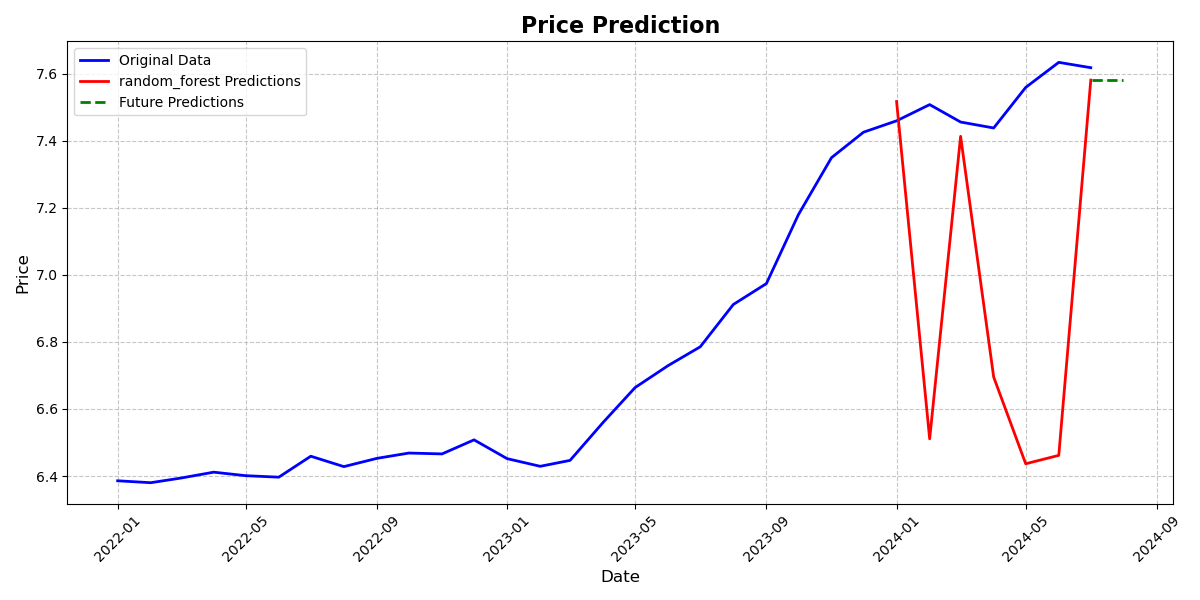 Price Prediction
Original Data
random_forest Predictions
Future Predictions
Price
7.6
7.4
7.2
7.0
6.8
6.6
6.4
2022-01
2022-05
2022-09
2023-01
2023-05
2023-09
2024-01
2024-05
2024-09
Date